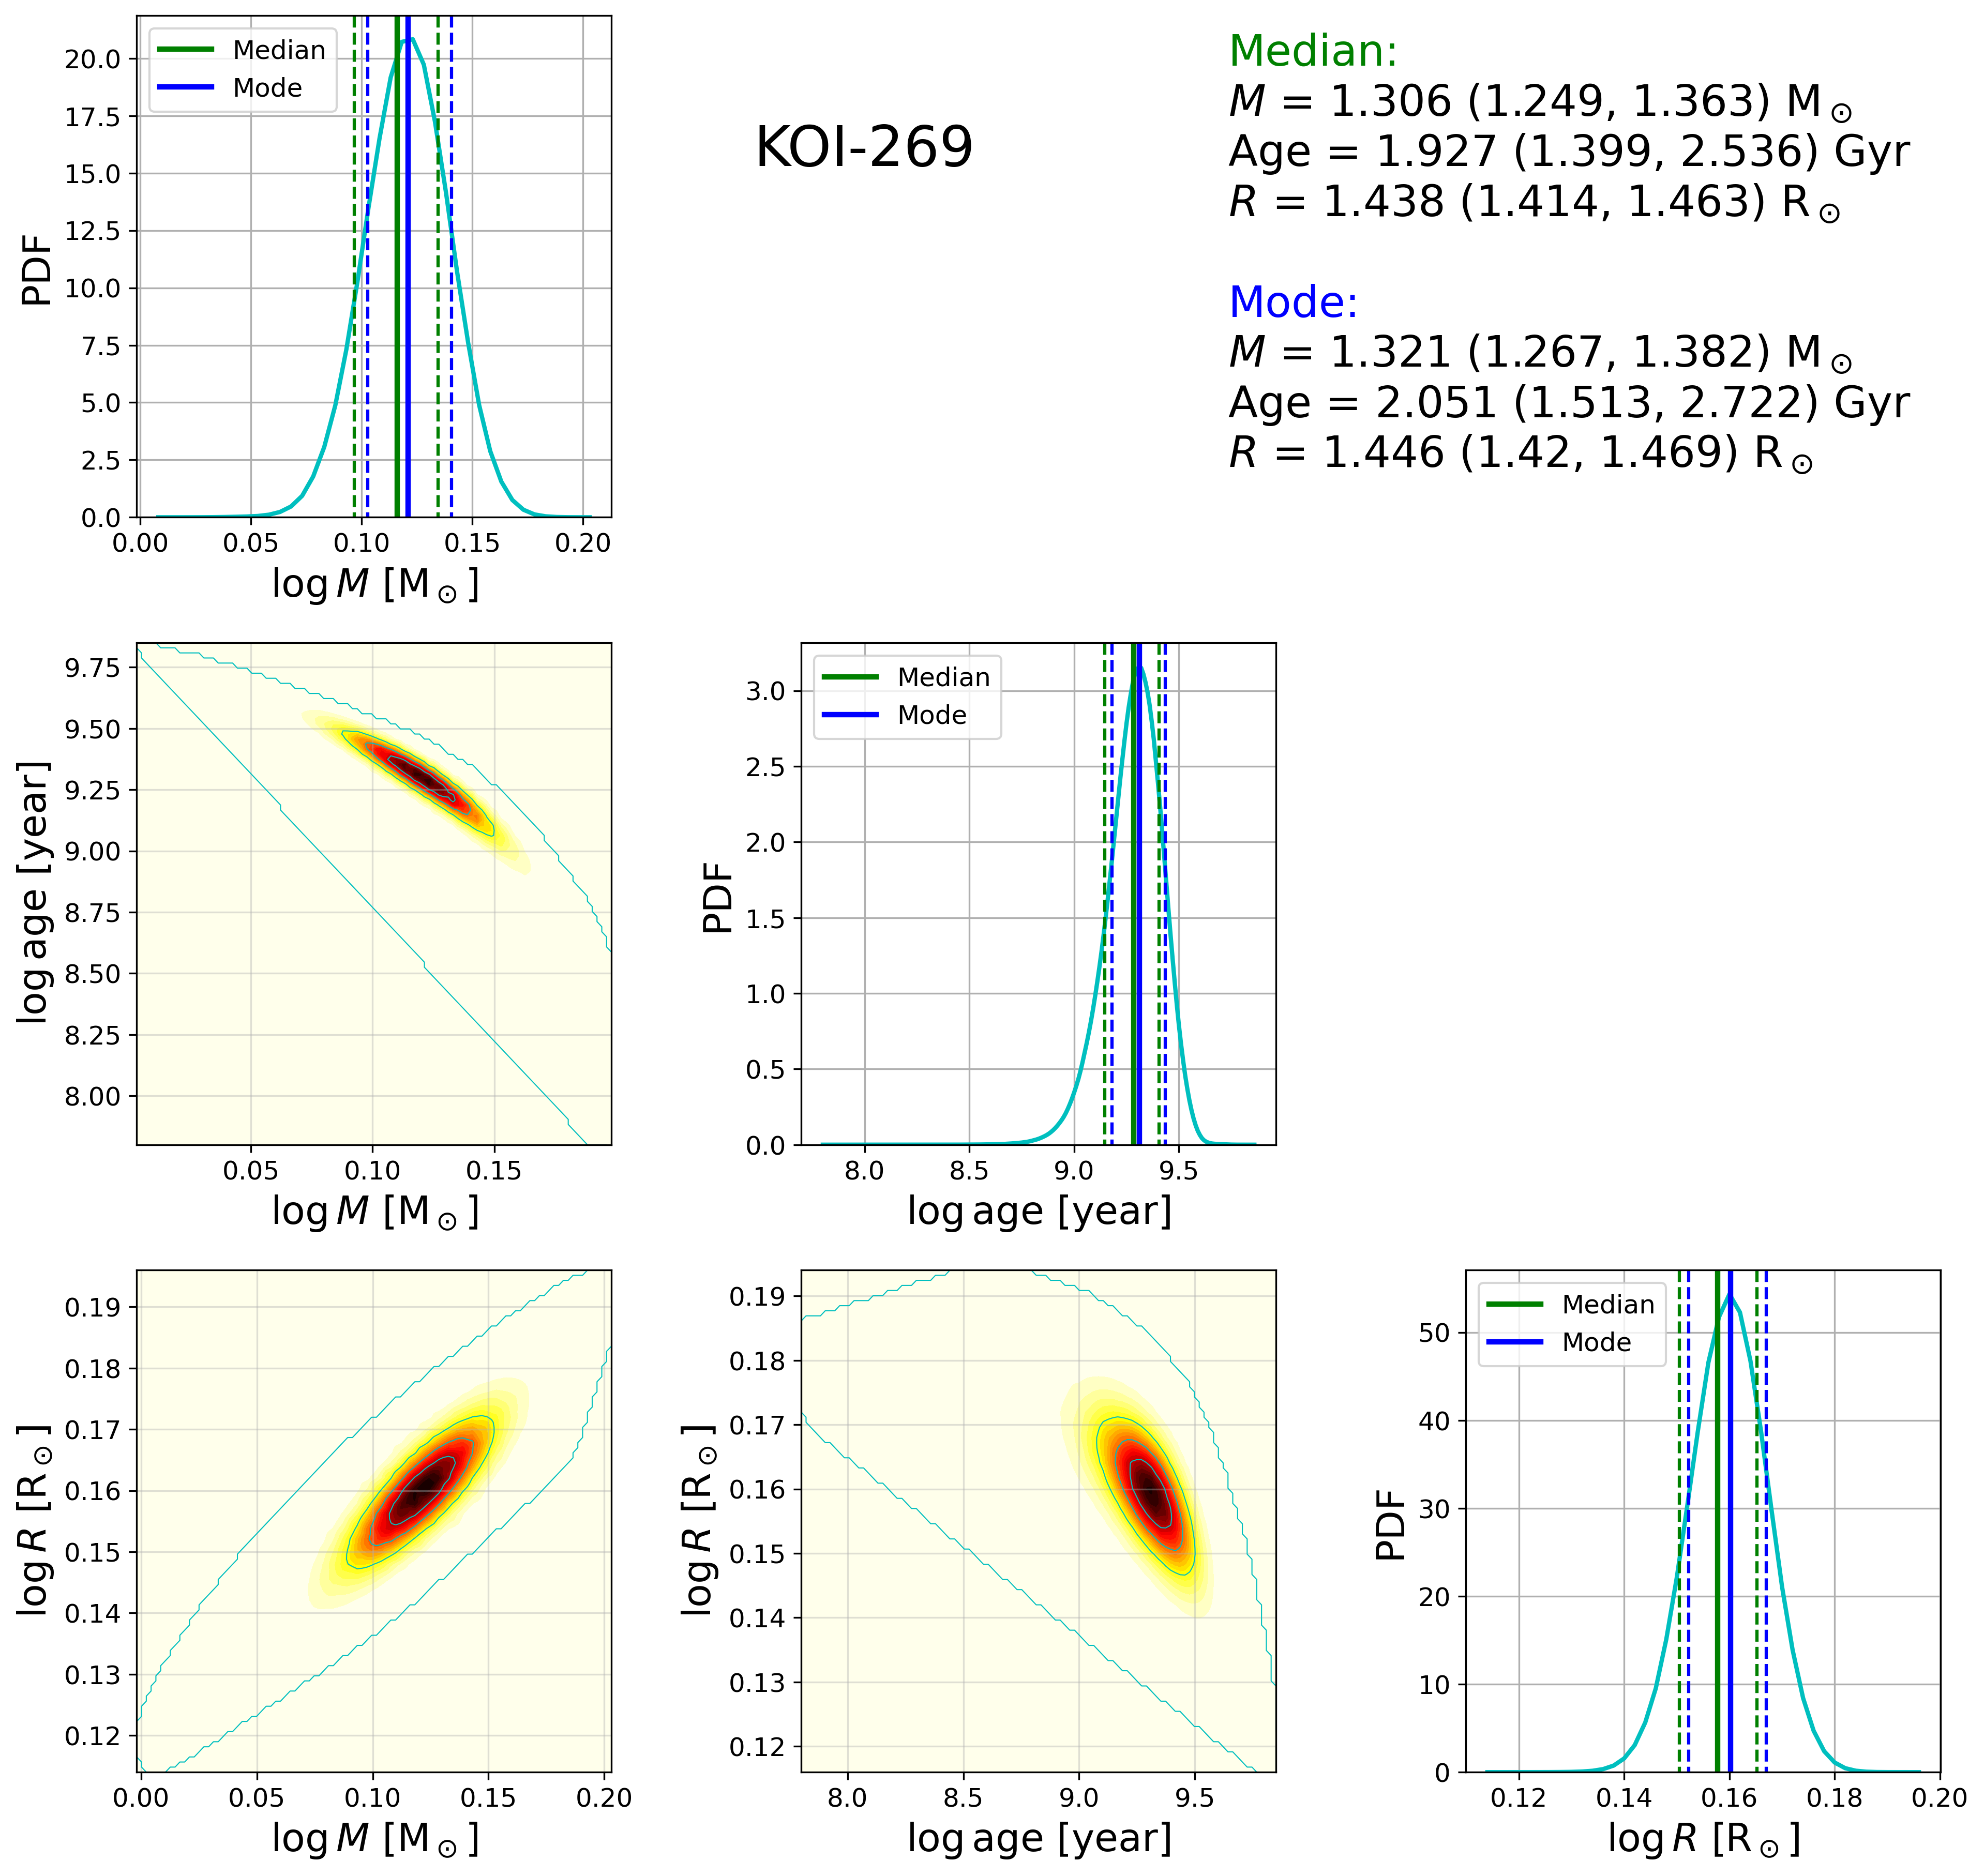 20.0
17.5
15.0
12.5
10.0
7.5
5.0
2.5
0.0
PDF
Median
Mode
0.00 0.05 0.10 0.15 0.20
log M [M⊙]
KOI-269
Median:
M = 1.306 (1.249, 1.363) M⊙
Age = 1.927 (1.399, 2.536) Gyr
R = 1.438 (1.414, 1.463) R⊙
Mode:
M = 1.321 (1.267, 1.382) M⊙
Age = 2.051 (1.513, 2.722) Gyr
R = 1.446 (1.42, 1.469) R⊙
9.75
9.50
9.25
9.00
8.75
8.50
8.25
8.00
log age [year]
0.05 0.10 0.15
log M [M⊙]
3.0
2.5
2.0
1.5
1.0
0.5
0.0
PDF
Median
Mode
8.0 8.5 9.0 9.5
log age [year]
0.19
0.18
0.17
0.16
0.15
0.14
0.13
0.12
log R [R⊙]
0.00 0.05 0.10 0.15 0.20
log M [M⊙]
0.19
0.18
0.17
0.16
0.15
0.14
0.13
0.12
log R [R⊙]
8.0 8.5 9.0 9.5
log age [year]
50
40
30
20
10
0
PDF
Median
Mode
0.12 0.14 0.16 0.18 0.20
log R [R⊙]